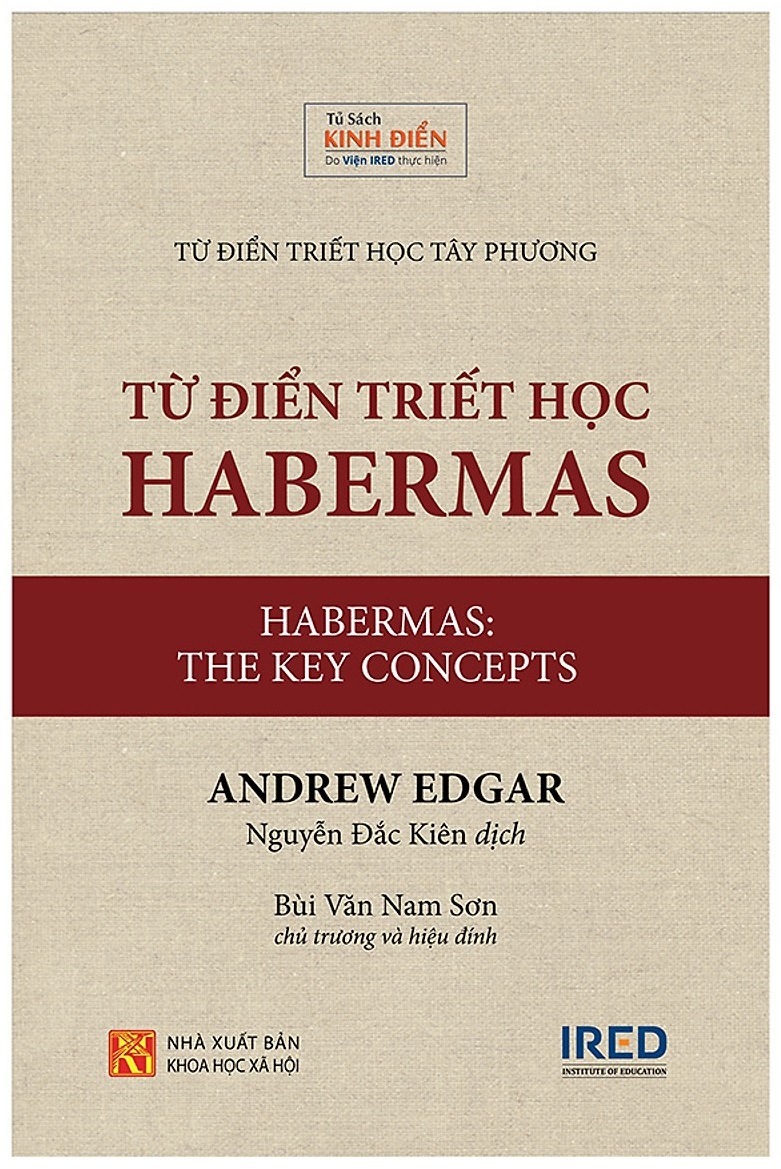 Tủ Sách
KINH ĐIỂN
Do Viện IRED thực hiện
TỪ ĐIỂN TRIẾT HỌC TÂY PHƯƠNG
TỪ ĐIỂN TRIẾT HỌC
HABERMAS
HABERMAS:
THE KEY CONCEPTS
ANDREW EDGAR
Nguyễn Đắc Kiên dịch
Bùi Văn Nam Sơn
chủ trương và hiệu đính
NHÀ XUẤT BẢN
KHOA HỌC XÃ HỘI
IRED
INSTITUTE OF EDUCATION